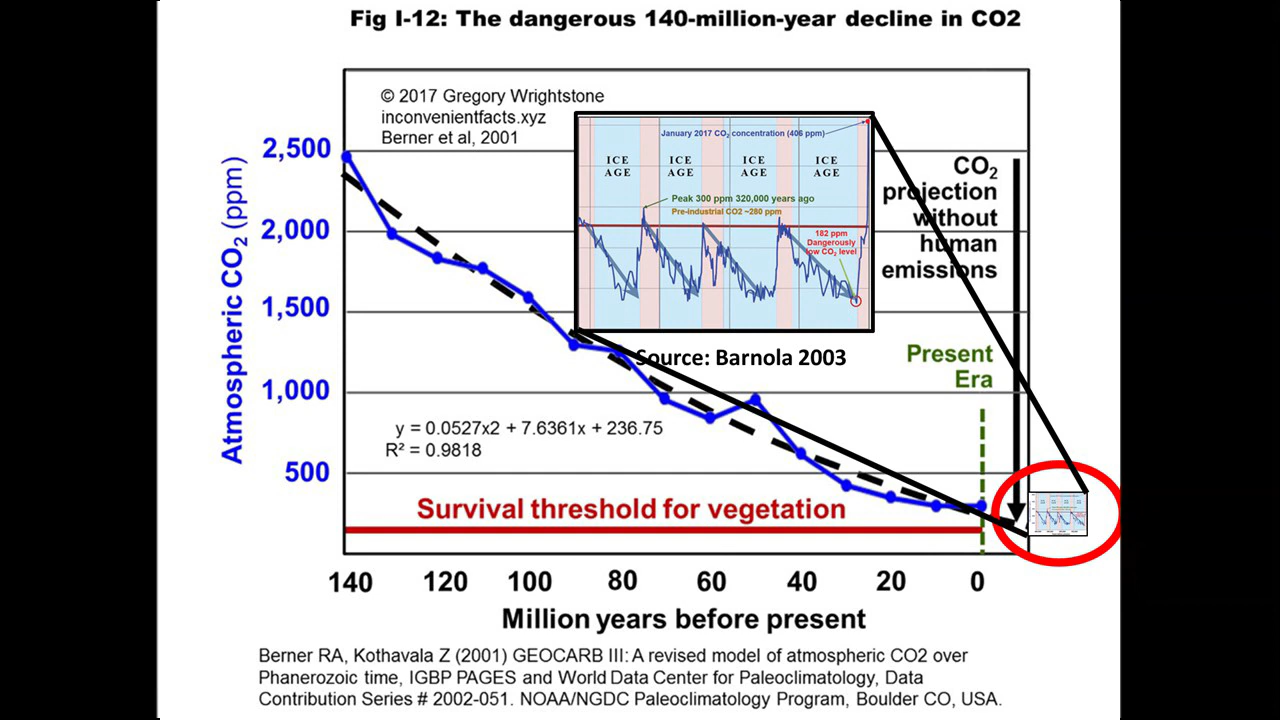 Fig I-12: The dangerous 140-million-year decline in CO2
© 2017 Gregory Wrightstone
inconvenientfacts.xyz
Berner et al, 2001
Atmospheric CO₂ (ppm)
2,500
2,000
1,500
1,000
500
January 2017 CO₂ concentration (406 ppm)
ICE AGE
ICE AGE
ICE AGE
ICE AGE
Peak 300 ppm 320,000 years ago
Pre-industrial CO2 ~280 ppm
182 ppm
Dangerously
low CO₂ level
Source: Barnola 2003
CO₂
projection
without
human
emissions
Present
Era
y = 0.0527x2 + 7.6361x + 236.75
R² = 0.9818
Survival threshold for vegetation
140
120
100
80
60
40
20
0
Million years before present
Berner RA, Kothavala Z (2001) GEOCARB III: A revised model of atmospheric CO2 over
Phanerozoic time, IGBP PAGES and World Data Center for Paleoclimatology, Data
Contribution Series # 2002-051. NOAA/NGDC Paleoclimatology Program, Boulder CO, USA.